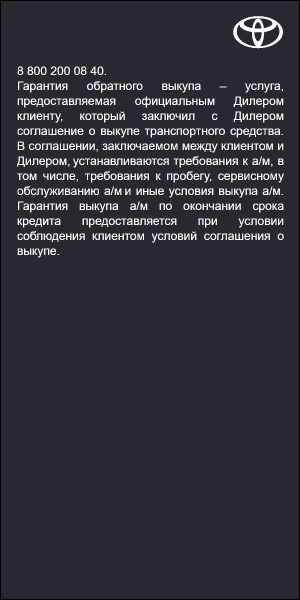 8 800 200 08 40.
Гарантия обратного выкупа – услуга,
предоставляемая официальным Дилером
клиенту, который заключил с Дилером
соглашение о выкупе транспортного средства.
В соглашении, заключаемом между клиентом и
Дилером, устанавливаются требования к а/м, в
том числе, требования к пробегу, сервисному
обслуживанию а/м и иные условия выкупа а/м.
Гарантия выкупа а/м по окончании срока
кредита предоставляется при условии
соблюдения клиентом условий соглашения о
выкупе.